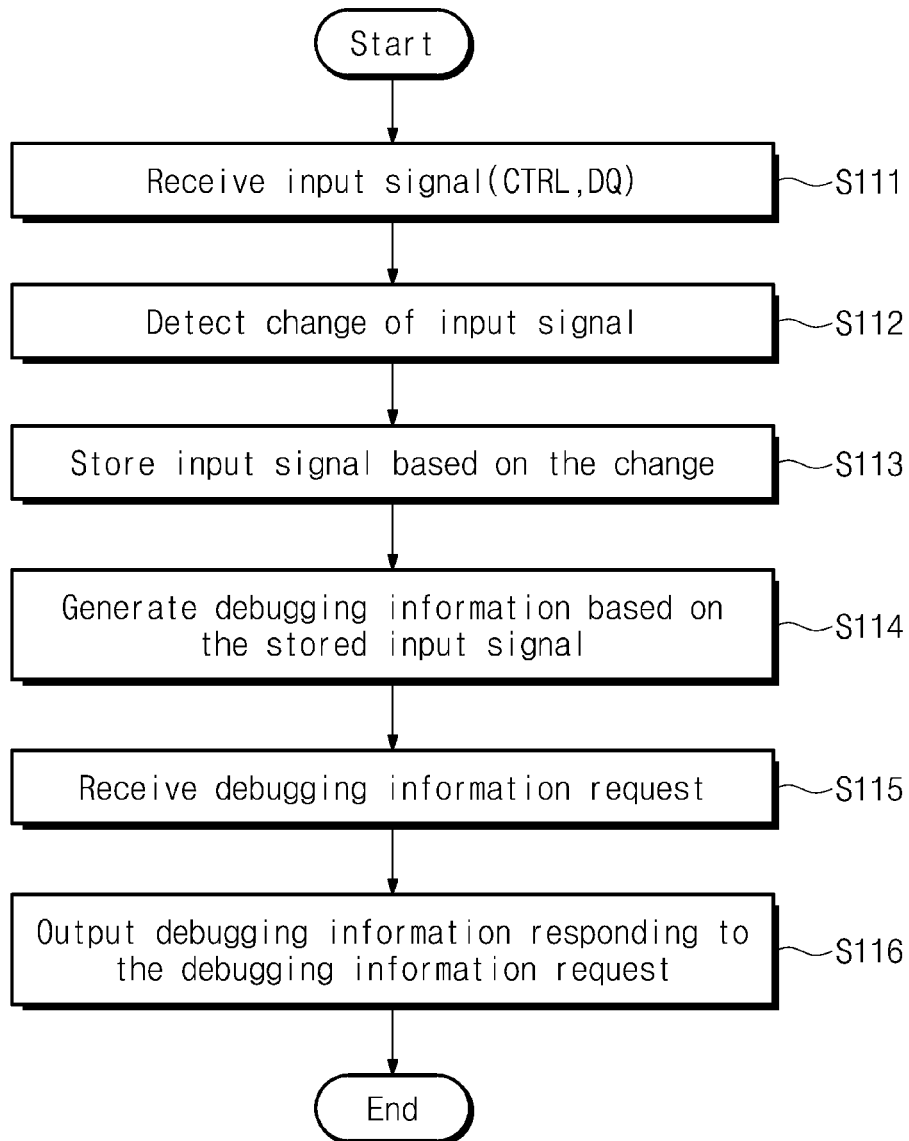 Start
Receive input signal(CTRL,DQ)
S111
Detect change of input signal
S112
Store input signal based on the change
S113
Generate debugging information based on
the stored input signal
S114
Receive debugging information request
S115
Output debugging information responding to
the debugging information request
S116
End